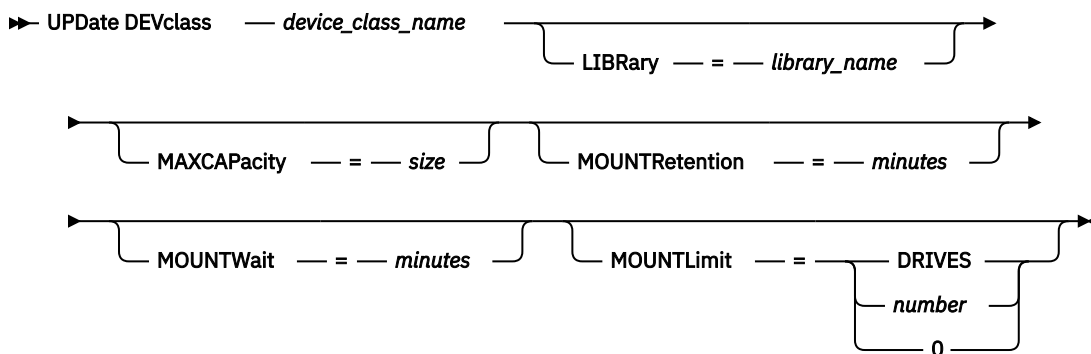 UPDate DEVclass device_class_name
LIBRary = library_name
MAXCAPacity = size MOUNTRetention = minutes
MOUNTWait = minutes MOUNTLimit = DRIVES
number
0